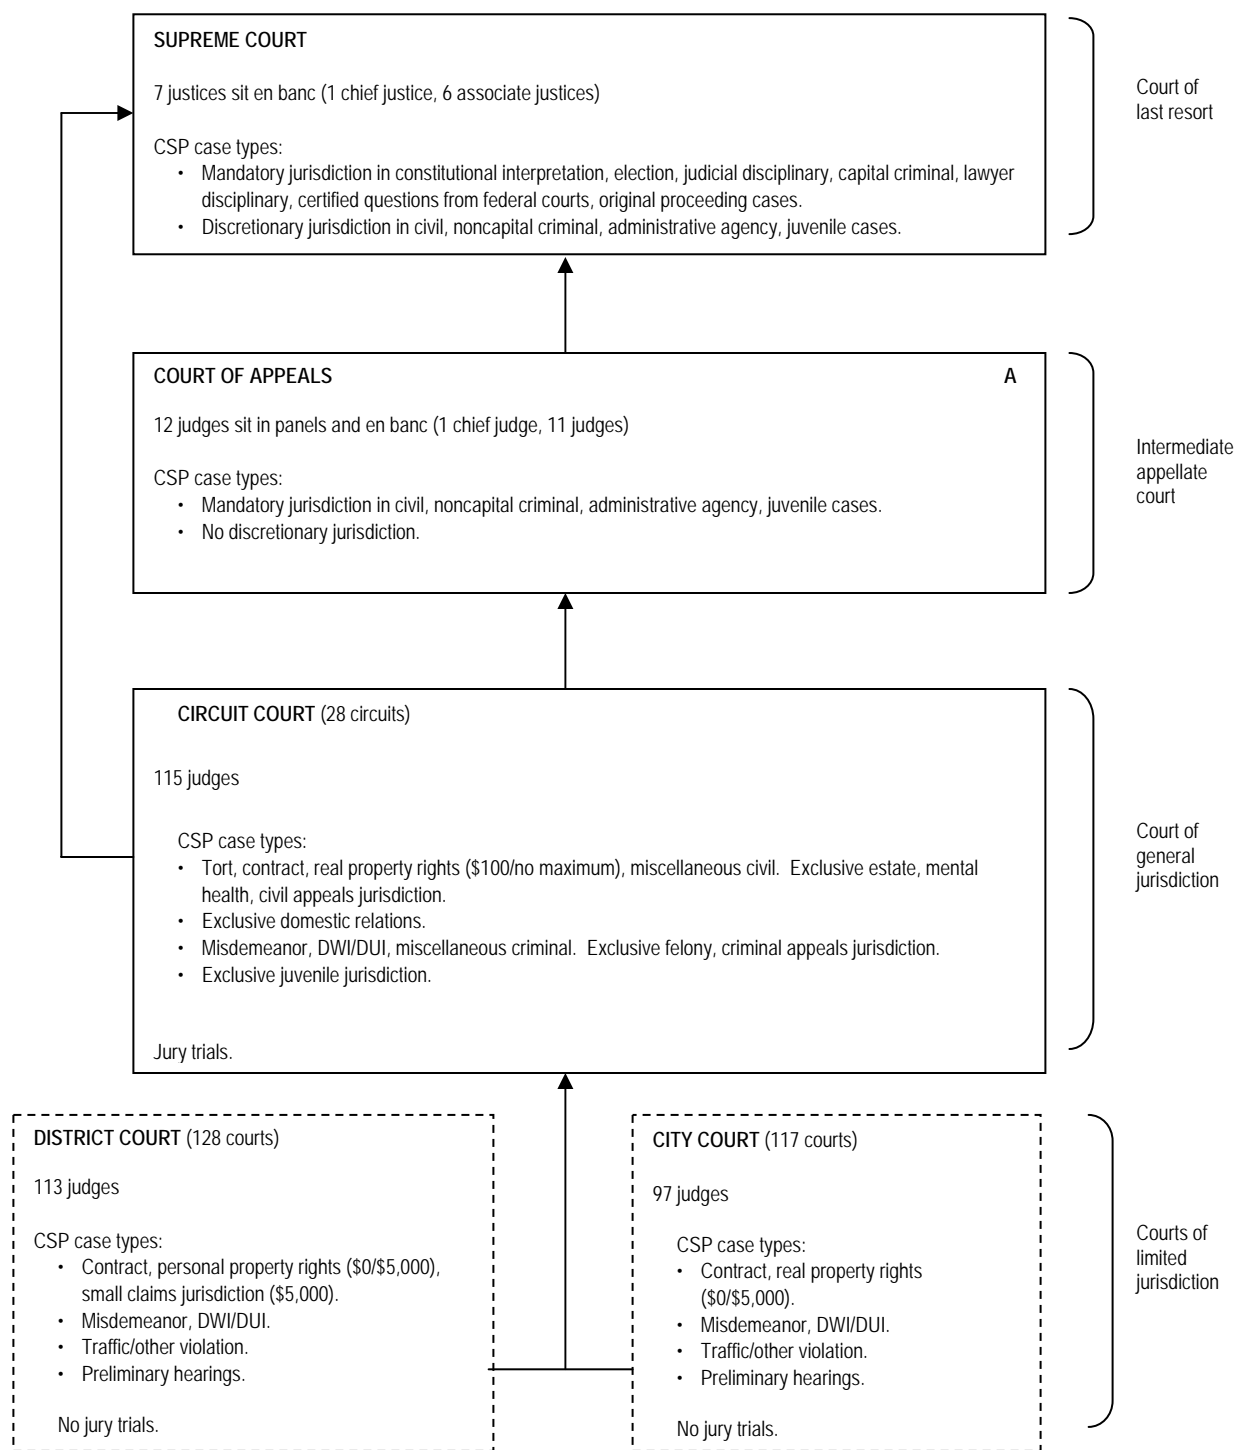 SUPREME COURT
7 justices sit en banc (1 chief justice, 6 associate justices)
CSP case types:
• Mandatory jurisdiction in constitutional interpretation, election, judicial disciplinary, capital criminal, lawyer
disciplinary, certified questions from federal courts, original proceeding cases.
• Discretionary jurisdiction in civil, noncapital criminal, administrative agency, juvenile cases.
Court of
last resort
COURT OF APPEALS A
12 judges sit in panels and en banc (1 chief judge, 11 judges)
CSP case types:
• Mandatory jurisdiction in civil, noncapital criminal, administrative agency, juvenile cases.
• No discretionary jurisdiction.
Intermediate
appellate
court
CIRCUIT COURT (28 circuits)
115 judges
CSP case types:
• Tort, contract, real property rights ($100/no maximum), miscellaneous civil. Exclusive estate, mental
health, civil appeals jurisdiction.
• Exclusive domestic relations.
• Misdemeanor, DWI/DUI, miscellaneous criminal. Exclusive felony, criminal appeals jurisdiction.
• Exclusive juvenile jurisdiction.
Jury trials.
Court of
general
jurisdiction
DISTRICT COURT (128 courts)
113 judges
CSP case types:
• Contract, personal property rights ($0/$5,000),
small claims jurisdiction ($5,000).
• Misdemeanor, DWI/DUI.
• Traffic/other violation.
• Preliminary hearings.
No jury trials.
CITY COURT (117 courts)
97 judges
CSP case types:
• Contract, real property rights
($0/$5,000).
• Misdemeanor, DWI/DUI.
• Traffic/other violation.
• Preliminary hearings.
No jury trials.
Courts of
limited
jurisdiction